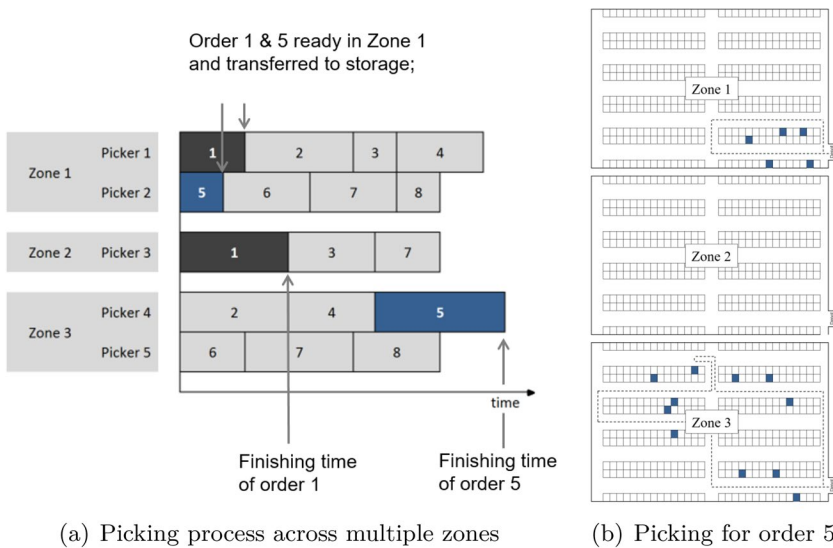 Order 1 & 5 ready in Zone 1
and transferred to storage;
Zone 1
Picker 1
1
2
3
4
Picker 2
5
6
7
8
Zone 2
Picker 3
1
3
7
Zone 3
Picker 4
2
4
5
Picker 5
6
7
8
time
Finishing time
of order 1
Finishing time
of order 5
(a) Picking process across multiple zones
Zone 1
Zone 2
Zone 3
(b) Picking for order 5